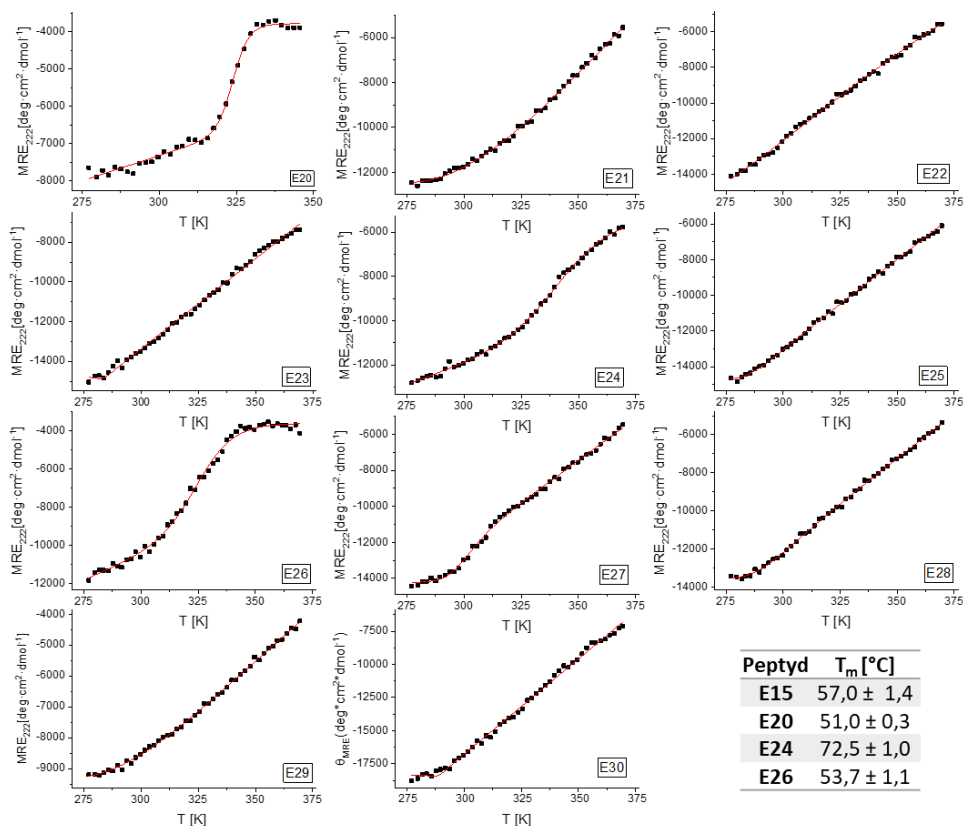 MRE₂₂₂[deg·cm²·dmol⁻¹]
-4000
-5000
-6000
-7000
-8000
E20
275 300 325 350
T [K]
MRE₂₂₂[deg·cm²·dmol⁻¹]
-6000
-8000
-10000
-12000
E21
275 300 325 350 375
T [K]
MRE₂₂₂[deg·cm²·dmol⁻¹]
-6000
-8000
-10000
-12000
-14000
E22
275 300 325 350 375
T [K]
MRE₂₂₂[deg·cm²·dmol⁻¹]
-8000
-10000
-12000
-14000
E23
275 300 325 350 375
T [K]
MRE₂₂₂[deg·cm²·dmol⁻¹]
-6000
-8000
-10000
-12000
E24
275 300 325 350 375
T [K]
MRE₂₂₂[deg·cm²·dmol⁻¹]
-6000
-8000
-10000
-12000
-14000
E25
275 300 325 350 375
T [K]
MRE₂₂₂[deg·cm²·dmol⁻¹]
-4000
-6000
-8000
-10000
-12000
E26
275 300 325 350 375
T [K]
MRE₂₂₂[deg·cm²·dmol⁻¹]
-6000
-8000
-10000
-12000
-14000
E27
275 300 325 350 375
T [K]
MRE₂₂₂[deg·cm²·dmol⁻¹]
-6000
-8000
-10000
-12000
-14000
E28
275 300 325 350 375
T [K]
MRE₂₂₂[deg·cm²·dmol⁻¹]
-4000
-5000
-6000
-7000
-8000
-9000
E29
275 300 325 350 375
T [K]
θMRE(deg*cm²*dmol⁻¹)
-7500
-10000
-12500
-15000
-17500
E30
275 300 325 350 375
T [K]
Peptyd Tₘ [°C]
E15 57,0 ± 1,4
E20 51,0 ± 0,3
E24 72,5 ± 1,0
E26 53,7 ± 1,1